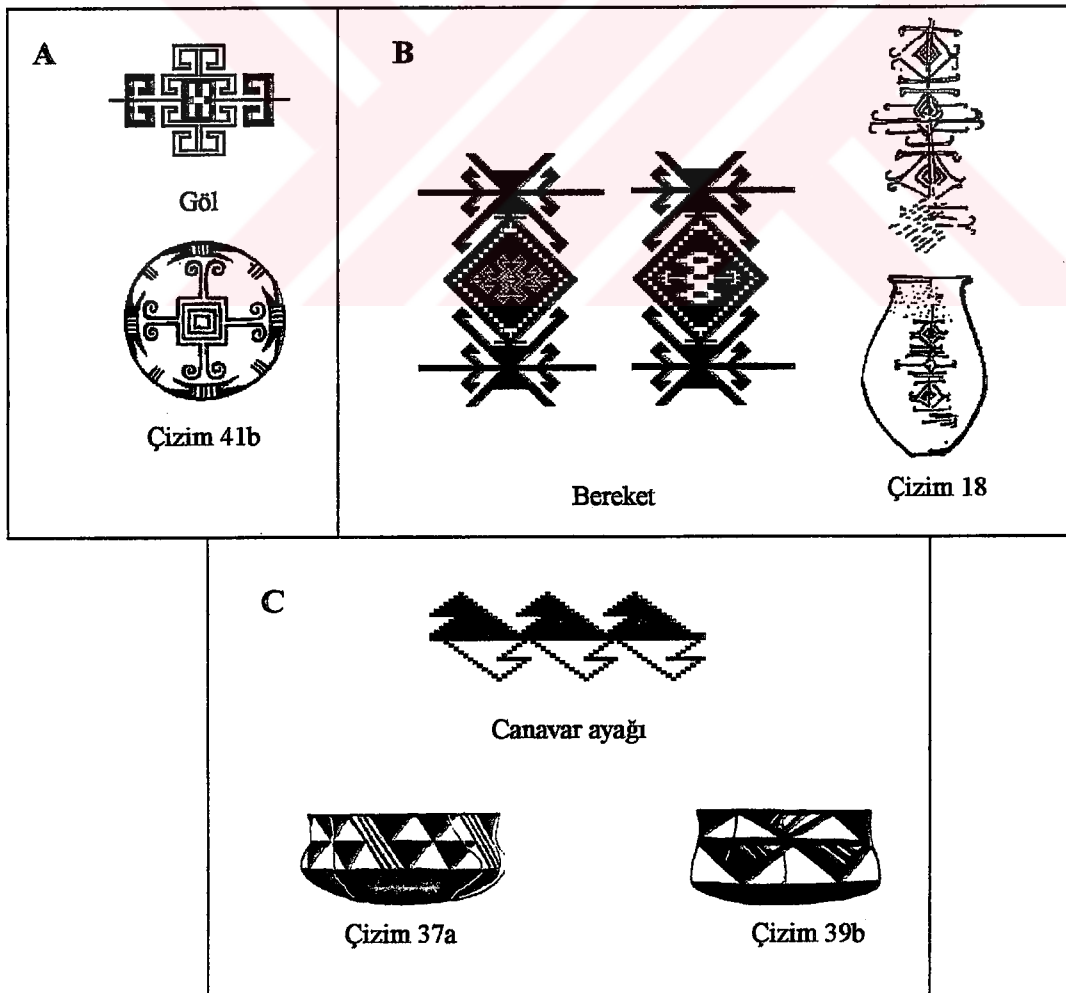 A
Göl
Çizim 41b
B
Bereket
Çizim 18
C
Canavar ayağı
Çizim 37a
Çizim 39b